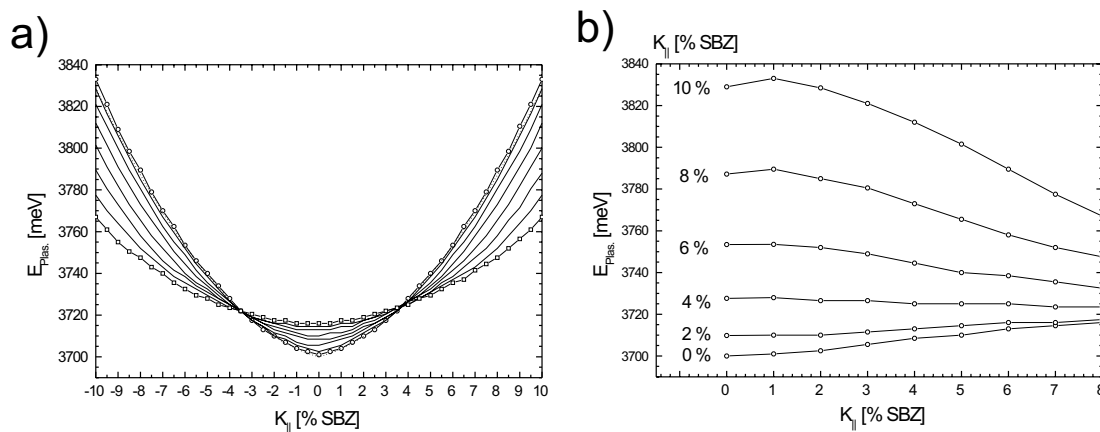 a)
3840
3820
3800
3780
3760
3740
3720
3700
E_Plas. [meV]
-10 -9 -8 -7 -6 -5 -4 -3 -2 -1 0 1 2 3 4 5 6 7 8 9 10
K_|| [% SBZ]
b)
K_|| [% SBZ]
3840
3820
3800
3780
3760
3740
3720
3700
E_Plas. [meV]
10 %
8 %
6 %
4 %
2 %
0 %
0 1 2 3 4 5 6 7 8
K_|| [% SBZ]